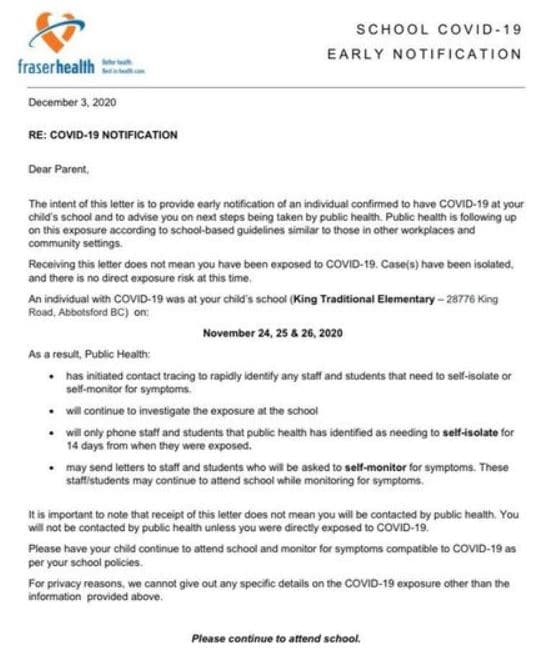 SCHOOL COVID-19
EARLY NOTIFICATION
fraserhealth
Better health.
Best in health care.
December 3, 2020
RE: COVID-19 NOTIFICATION
Dear Parent,
The intent of this letter is to provide early notification of an individual confirmed to have COVID-19 at your
child's school and to advise you on next steps being taken by public health. Public health is following up
on this exposure according to school-based guidelines similar to those in other workplaces and
community settings.
Receiving this letter does not mean you have been exposed to COVID-19. Case(s) have been isolated,
and there is no direct exposure risk at this time.
An individual with COVID-19 was at your child's school (King Traditional Elementary – 28776 King
Road, Abbotsford BC) on:
November 24, 25 & 26, 2020
As a result, Public Health:
• has initiated contact tracing to rapidly identify any staff and students that need to self-isolate or
self-monitor for symptoms.
• will continue to investigate the exposure at the school
• will only phone staff and students that public health has identified as needing to self-isolate for
14 days from when they were exposed.
• may send letters to staff and students who will be asked to self-monitor for symptoms. These
staff/students may continue to attend school while monitoring for symptoms.
It is important to note that receipt of this letter does not mean you will be contacted by public health. You
will not be contacted by public health unless you were directly exposed to COVID-19.
Please have your child continue to attend school and monitor for symptoms compatible to COVID-19 as
per your school policies.
For privacy reasons, we cannot give out any specific details on the COVID-19 exposure other than the
information provided above.
Please continue to attend school.